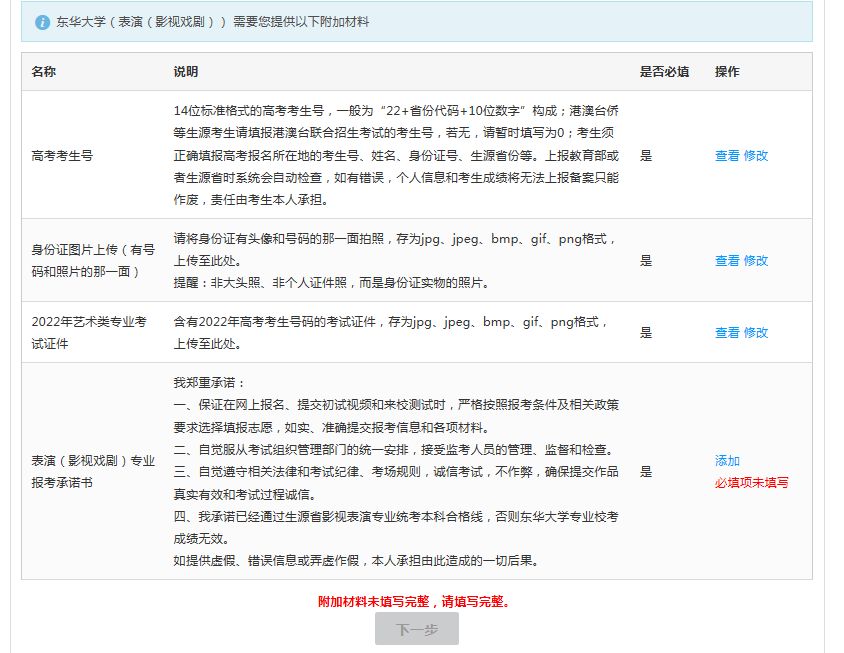 东华大学（表演（影视戏剧））需要您提供以下附加材料
名称 说明 是否必填 操作
14位标准格式的高考考生号，一般为“22+省份代码+10位数字”构成；港澳台侨
等生源考生请填报港澳台联合招生考试的考生号，若无，请暂时填写为0；考生须
高考考生号 正确填报高考报名所在地的考生号、姓名、身份证号、生源省份等。上报教育部或 是 查看 修改
者生源省时系统会自动检查，如有错误，个人信息和考生成绩将无法上报备案只能
作废，责任由考生本人承担。
身份证图片上传（有号
码和照片的那一面）
请将身份证有头像和号码的那一面拍照，存为jpg、jpeg、bmp、gif、png格式，
上传至此处。
提醒：非大头照、非个人证件照，而是身份证实物的照片。
是 查看 修改
2022年艺术类专业考
试证件
含有2022年高考考生号码的考试证件，存为jpg、jpeg、bmp、gif、png格式，
上传至此处。
是 查看 修改
表演（影视戏剧）专业
报考承诺书
我郑重承诺：
一、保证在网上报名、提交初试视频和来校测试时，严格按照报考条件及相关政策
要求选择填报志愿，如实、准确提交报考信息和各项材料。
二、自觉服从考试组织管理部门的统一安排，接受监考人员的管理、监督和检查。
三、自觉遵守相关法律和考试纪律、考场规则，诚信考试，不作弊，确保提交作品
真实有效和考试过程诚信。
四、我承诺已经通过生源省影视表演专业统考本科合格线，否则东华大学专业校考
成绩无效。
如提供虚假、错误信息或弄虚作假，本人承担由此造成的一切后果。
是
添加
必填项未填写
附加材料未填写完整，请填写完整。
下一步